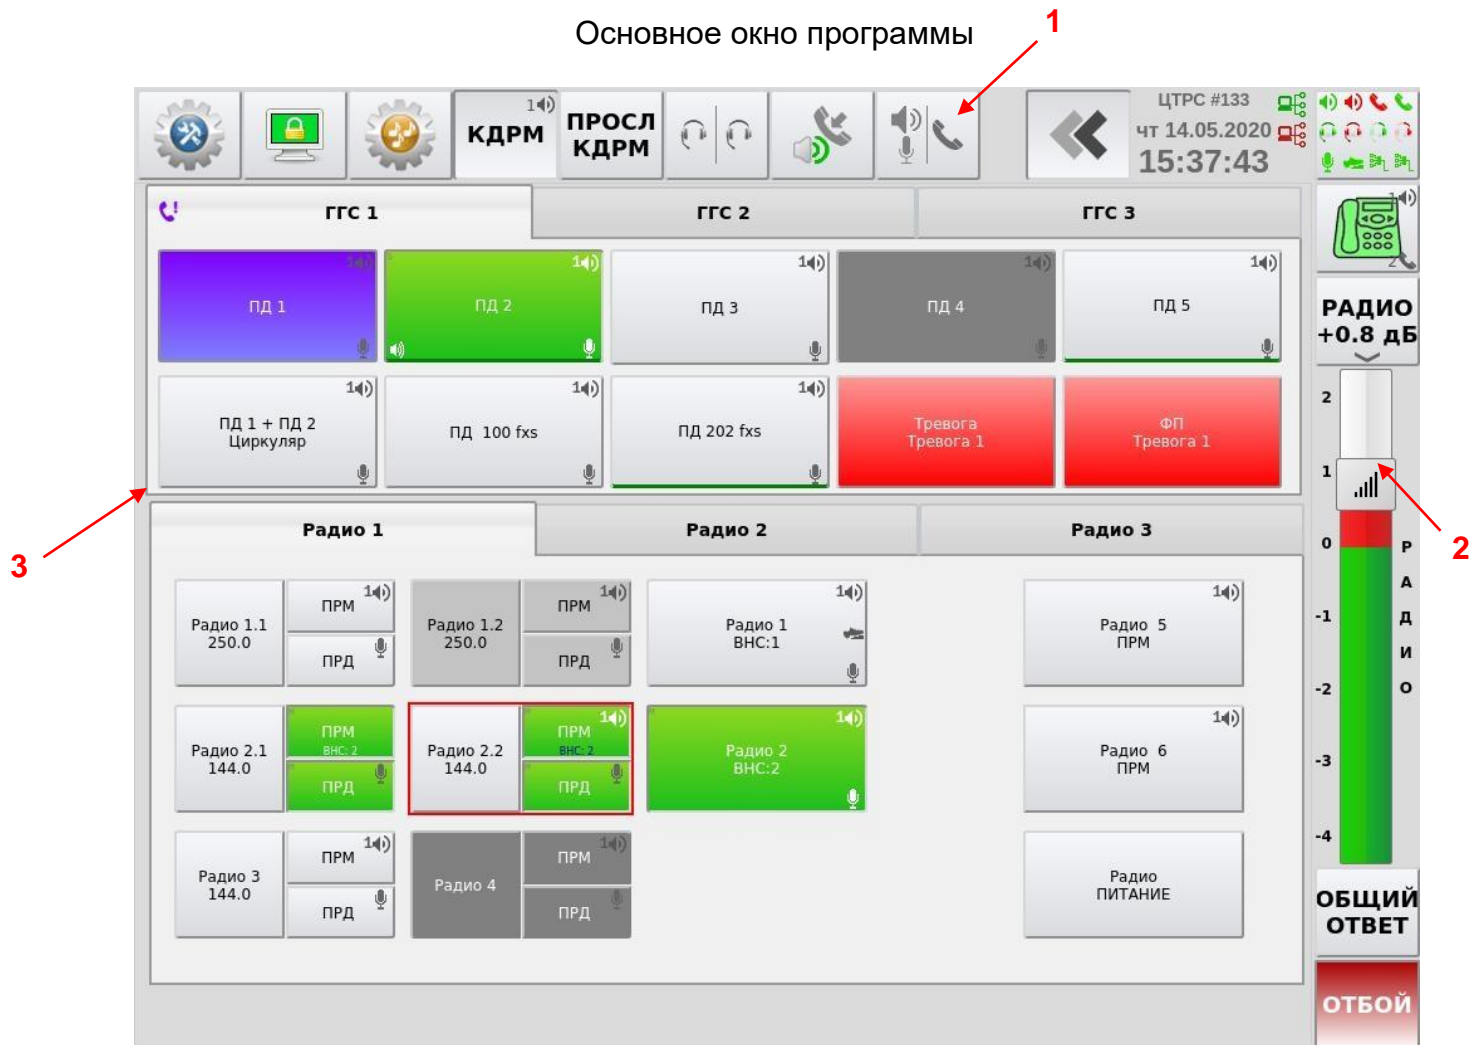 Основное окно программы
1
КДРМ
1
ПРОСЛ
КДРМ
ЦТРС #133
чт 14.05.2020
15:37:43
ГГС 1
ГГС 2
ГГС 3
1
2
ПД 1
1
ПД 2
1
ПД 3
1
ПД 4
1
ПД 5
1
РАДИО
+0.8 дБ
ПД 1 + ПД 2
Циркуляр
1
ПД 100 fxs
1
ПД 202 fxs
1
Тревога
Тревога 1
ФП
Тревога 1
2
1
0
-1
-2
-3
-4
Р
А
Д
И
О
2
3
Радио 1
Радио 2
Радио 3
Радио 1.1
250.0
ПРМ
1
ПРД
Радио 1.2
250.0
ПРМ
1
ПРД
Радио 1
ВНС:1
1
Радио 5
ПРМ
1
Радио 2.1
144.0
ПРМ
ВНС: 2
ПРД
Радио 2.2
144.0
ПРМ
1
ВНС: 2
ПРД
Радио 2
ВНС:2
1
Радио 6
ПРМ
1
Радио 3
144.0
ПРМ
1
ПРД
Радио 4
ПРМ
1
ПРД
Радио
ПИТАНИЕ
ОБЩИЙ
ОТВЕТ
ОТБОЙ